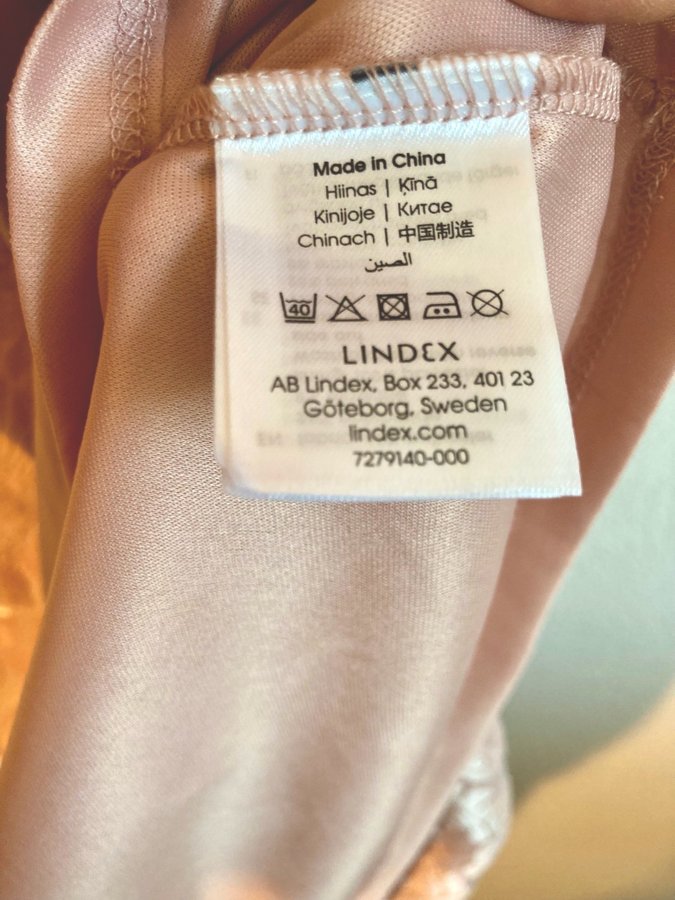 Made in China
Hiinas | Ķīnā
Kinijoje | Китае
Chinach | 中国制造
الصين
40
LINDEX
AB Lindex, Box 233, 401 23
Göteborg, Sweden
lindex.com
7279140-000